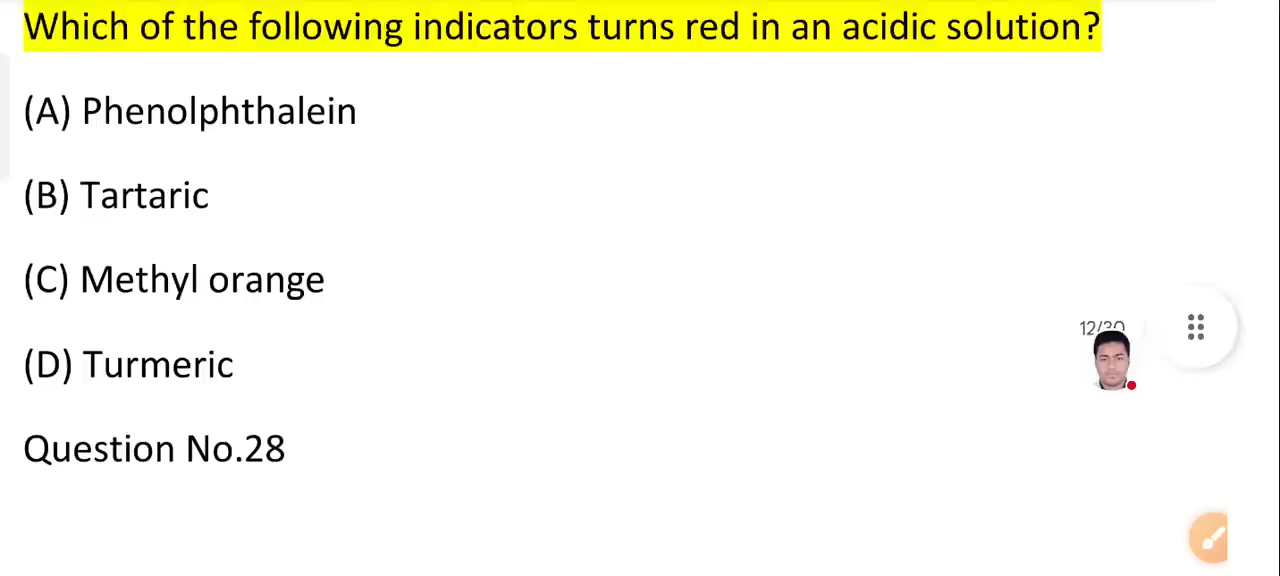 Which of the following indicators turns red in an acidic solution?
(A) Phenolphthalein
(B) Tartaric
(C) Methyl orange
12/30
(D) Turmeric
Question No.28